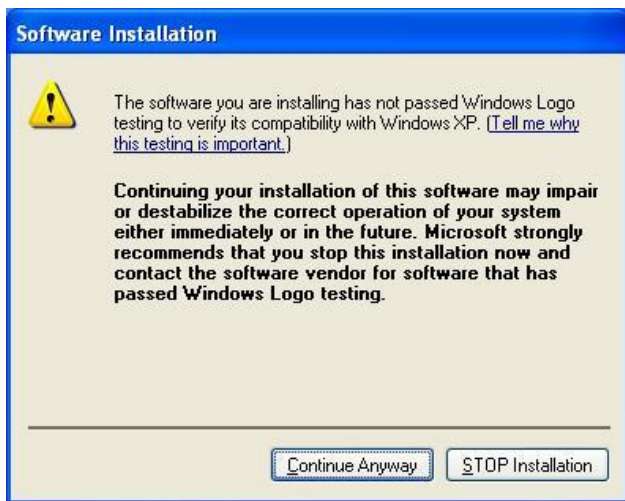 Software Installation
The software you are installing has not passed Windows Logo
testing to verify its compatibility with Windows XP. (Tell me why
this testing is important.)
Continuing your installation of this software may impair
or destabilize the correct operation of your system
either immediately or in the future. Microsoft strongly
recommends that you stop this installation now and
contact the software vendor for software that has
passed Windows Logo testing.
Continue Anyway
STOP Installation